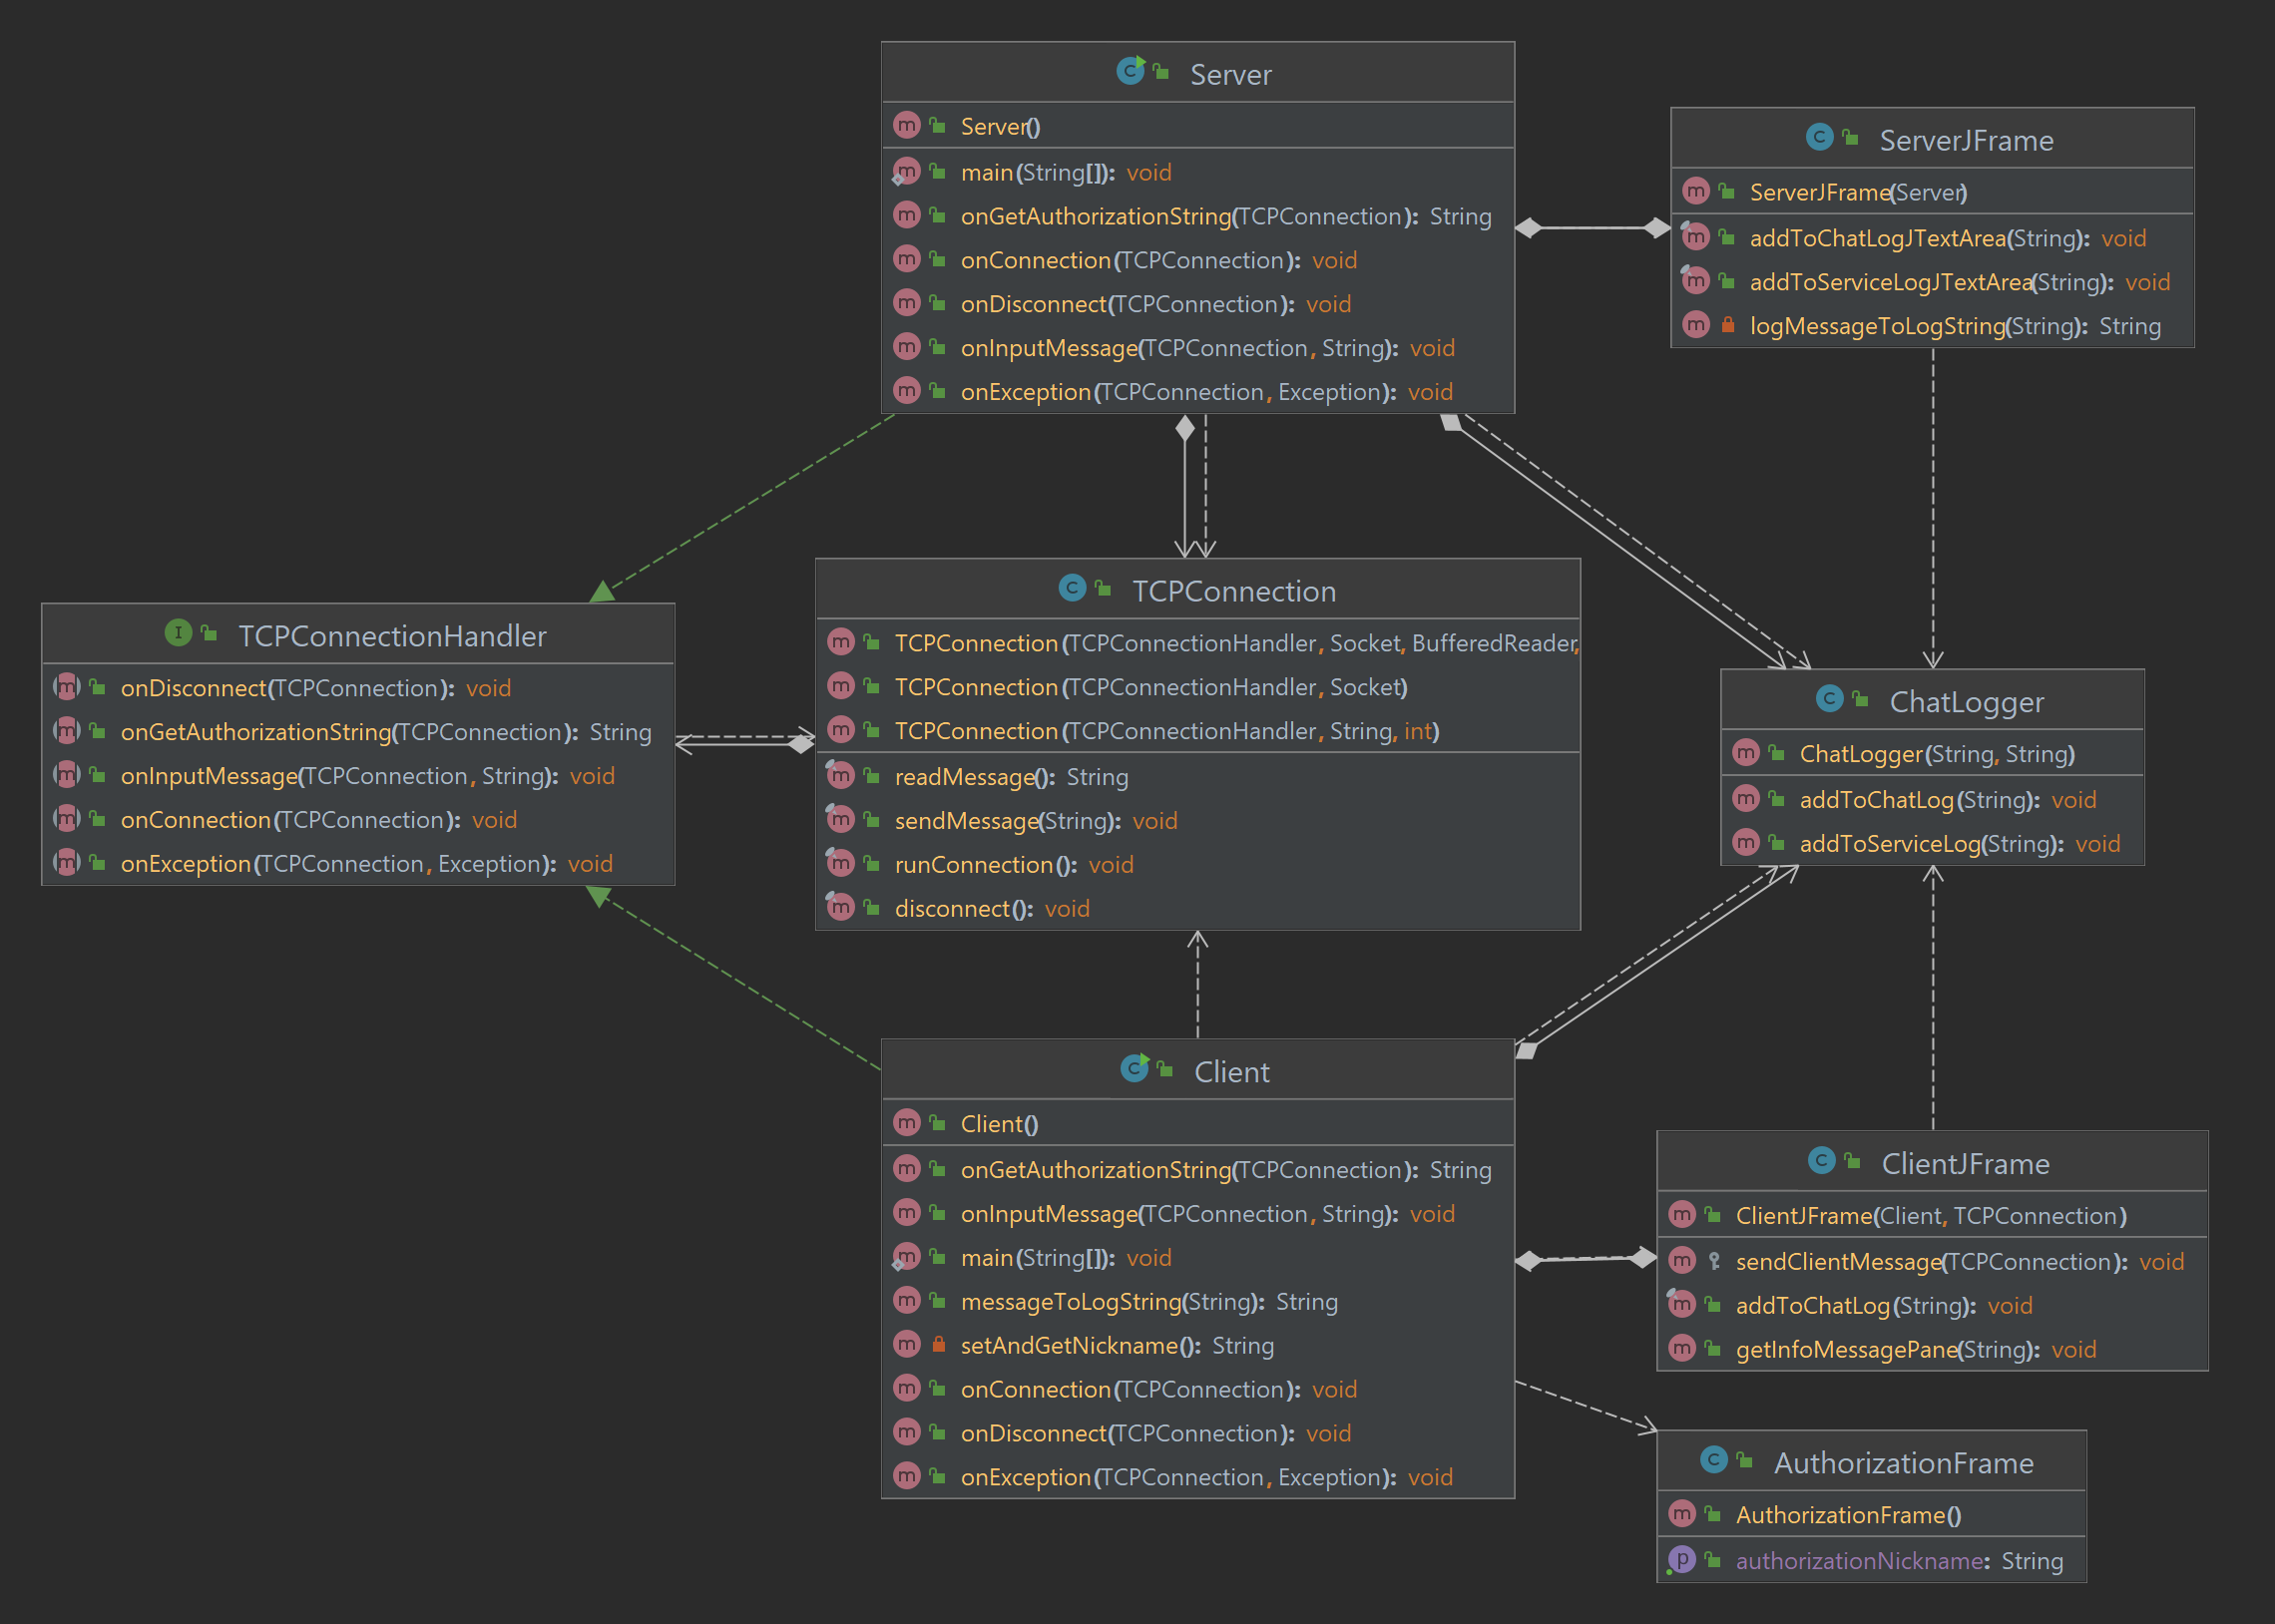 Server
Server()
main(String[]): void
onGetAuthorizationString(TCPConnection): String
onConnection(TCPConnection): void
onDisconnect(TCPConnection): void
onInputMessage(TCPConnection, String): void
onException(TCPConnection, Exception): void
ServerJFrame
ServerJFrame(Server)
addToChatLogJTextArea(String): void
addToServiceLogJTextArea(String): void
logMessageToLogString(String): String
TCPConnectionHandler
onDisconnect(TCPConnection): void
onGetAuthorizationString(TCPConnection): String
onInputMessage(TCPConnection, String): void
onConnection(TCPConnection): void
onException(TCPConnection, Exception): void
TCPConnection
TCPConnection(TCPConnectionHandler, Socket, BufferedReader,
TCPConnection(TCPConnectionHandler, Socket)
TCPConnection(TCPConnectionHandler, String, int)
readMessage(): String
sendMessage(String): void
runConnection(): void
disconnect(): void
ChatLogger
ChatLogger(String, String)
addToChatLog(String): void
addToServiceLog(String): void
Client
Client()
onGetAuthorizationString(TCPConnection): String
onInputMessage(TCPConnection, String): void
main(String[]): void
messageToLogString(String): String
setAndGetNickname(): String
onConnection(TCPConnection): void
onDisconnect(TCPConnection): void
onException(TCPConnection, Exception): void
ClientJFrame
ClientJFrame(Client, TCPConnection)
sendClientMessage(TCPConnection): void
addToChatLog(String): void
getInfoMessagePane(String): void
AuthorizationFrame
AuthorizationFrame()
authorizationNickname: String